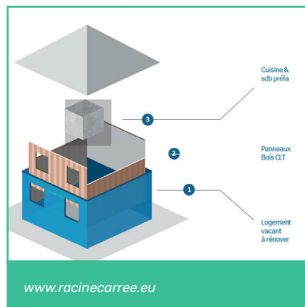 Cuisine &
sdb préfa
3
2
Panneaux
Bois CLT
1
Logement
vacant
à rénover
www.racinecarree.eu